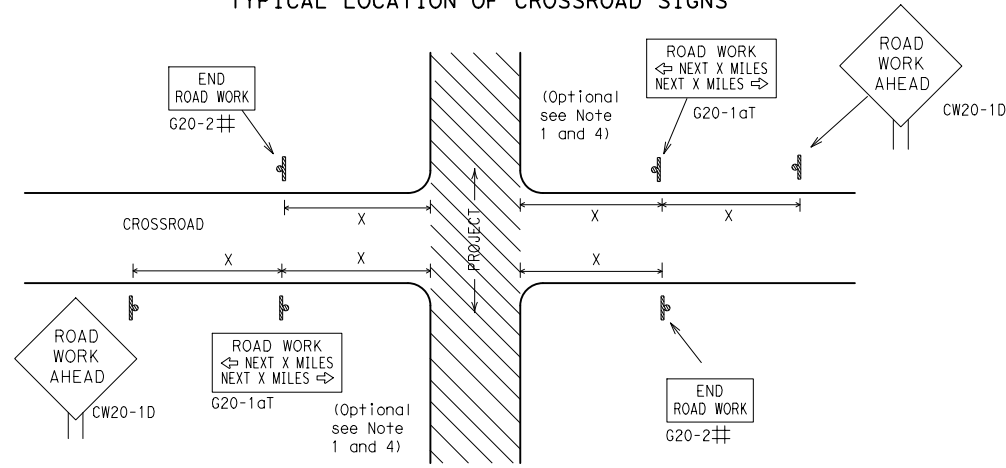 TYPICAL LOCATION OF CROSSROAD SIGNS
END
ROAD WORK
G20-2#
(Optional
see Note
1 and 4)
ROAD WORK
⇦ NEXT X MILES
NEXT X MILES ⇨
G20-1aT
ROAD
WORK
AHEAD
CW20-1D
X
X
X
CROSSROAD
PROJECT
X
X
X
ROAD
WORK
AHEAD
CW20-1D
ROAD WORK
⇦ NEXT X MILES
NEXT X MILES ⇨
G20-1aT
(Optional
see Note
1 and 4)
END
ROAD WORK
G20-2#